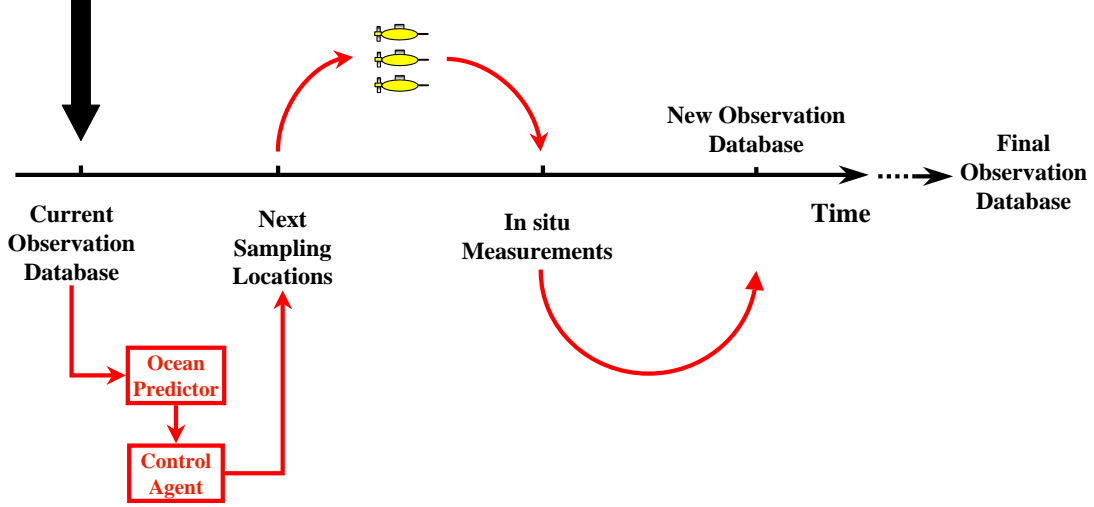 New Observation
Database
Final
Observation
Database
Time
Current
Observation
Database
Next
Sampling
Locations
In situ
Measurements
Ocean
Predictor
Control
Agent